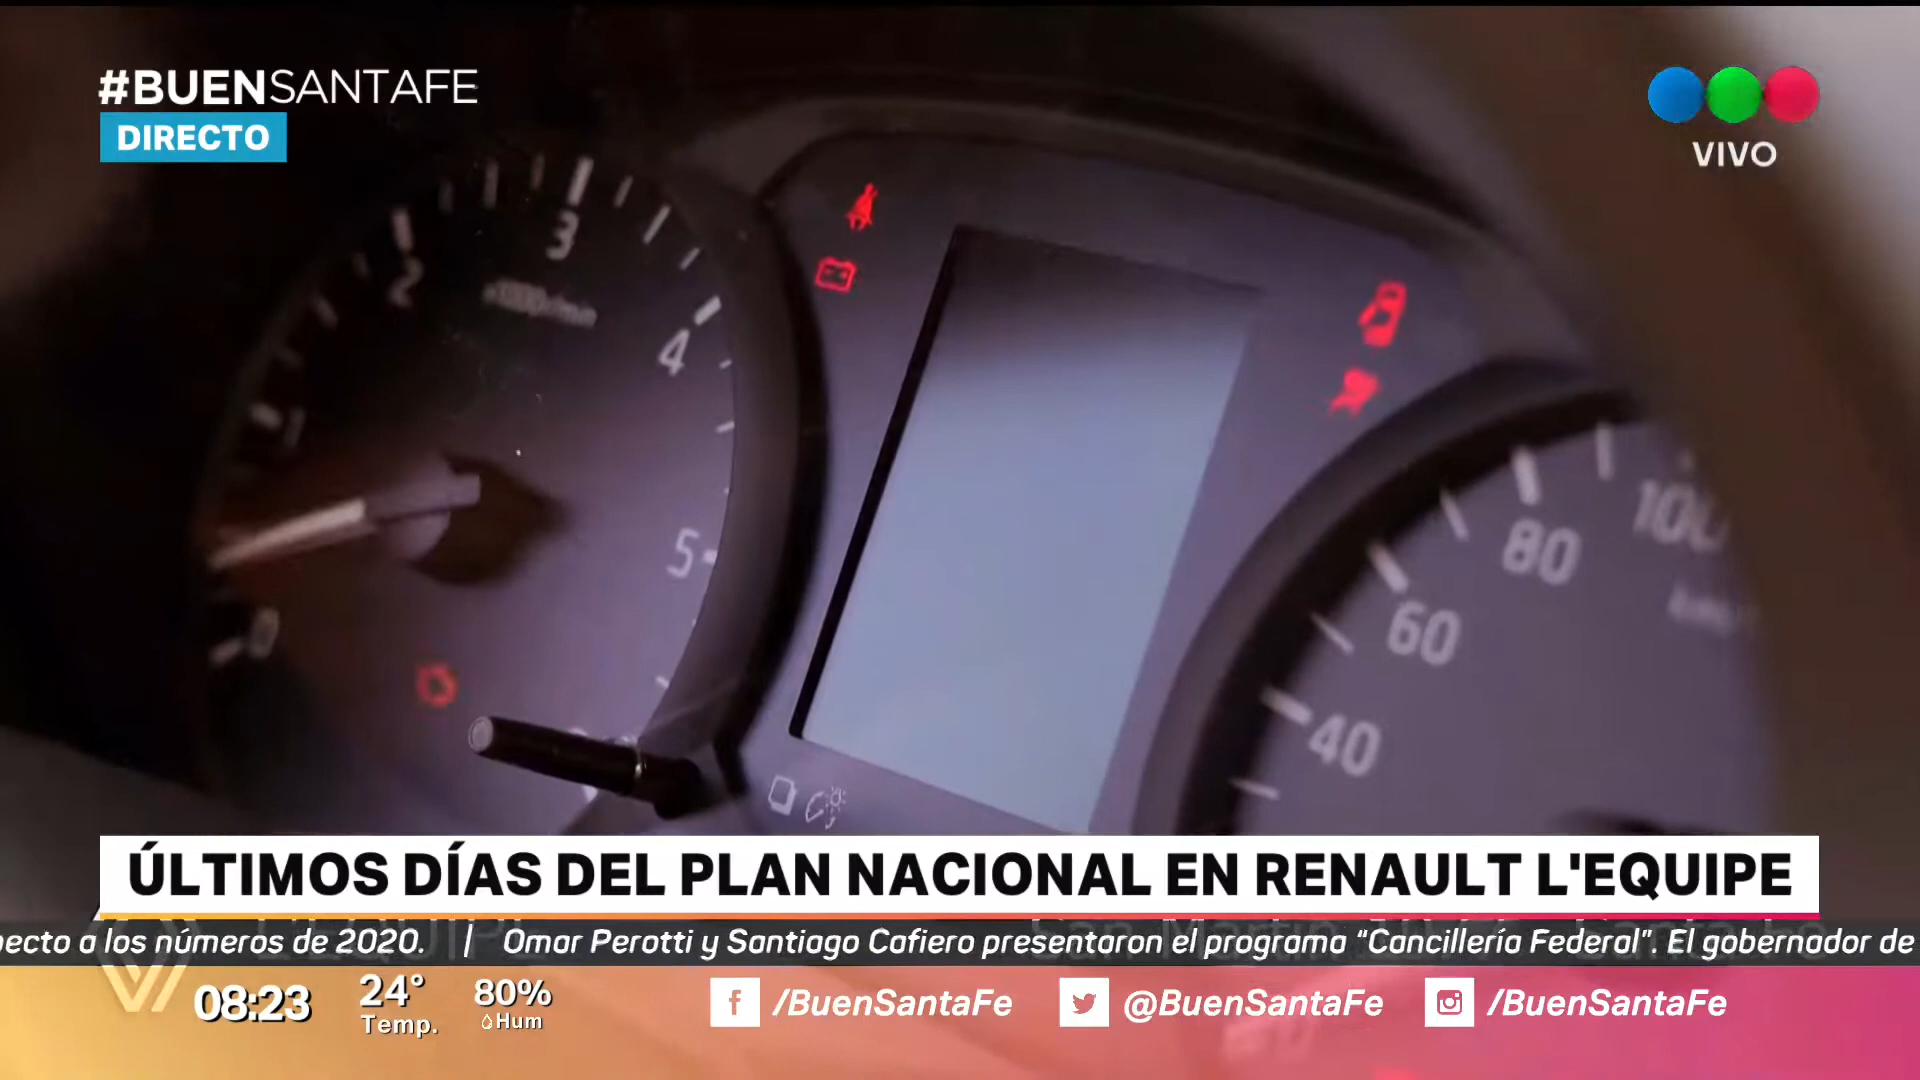 #BUENSANTAFE
DIRECTO
VIVO
2
3
4
5
0
40
60
80
100
ÚLTIMOS DÍAS DEL PLAN NACIONAL EN RENAULT L'EQUIPE
a los números de 2020. | Omar Perotti y Santiago Cafiero presentaron el programa “Cancillería Federal”. El gobernador de
08:23
24°
Temp.
80%
Hum
/BuenSantaFe
@BuenSantaFe
/BuenSantaFe